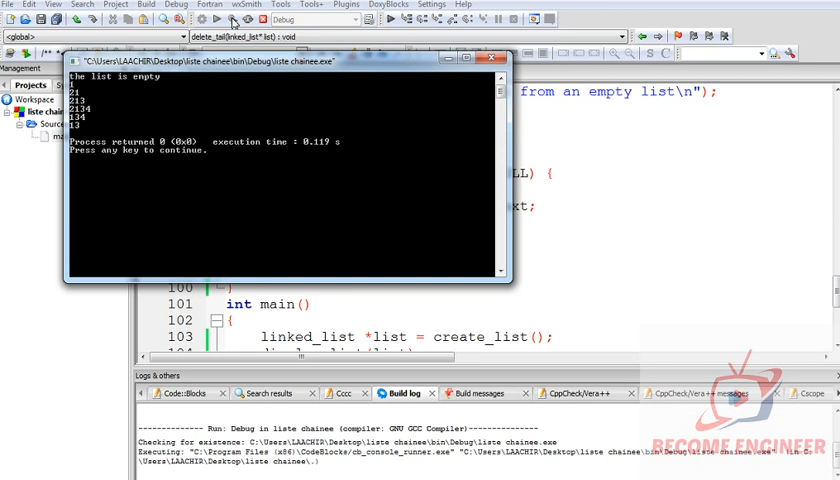 File Edit View Search Project Build Debug Fortran wxSmith Tools Tools+ Plugins DoxyBlocks Settings Help
Debug
<global> delete_tail(linked_list* list) : void
Management
Projects
Workspace
liste chain
Sourc
"C:\Users\LAACHIR\Desktop\liste chainee\bin\Debug\liste chainee.exe"
the list is empty
1
21
213
2134
134
13
Process returned 0 (0x0) execution time : 0.119 s
Press any key to continue.
from an empty list\n");
LL) {
xt;
100 }
101 int main()
102 {
103 linked_list *list = create_list();
Logs & others
Code::Blocks Search results Cccc Build log Build messages CppCheck/Vera++ CppCheck/Vera++ messages Cscope
-------------- Run: Debug in liste chainee (compiler: GNU GCC Compiler)---------------
Checking for existence: C:\Users\LAACHIR\Desktop\liste chainee\bin\Debug\liste chainee.exe
Executing: "C:\Program Files (x86)\CodeBlocks/cb_console_runner.exe" "C:\Users\LAACHIR\Desktop\liste chainee\bin\Debug\liste chainee.exe" (in C:
\Users\LAACHIR\Desktop\liste chainee\.)
BECOME ENGINEER